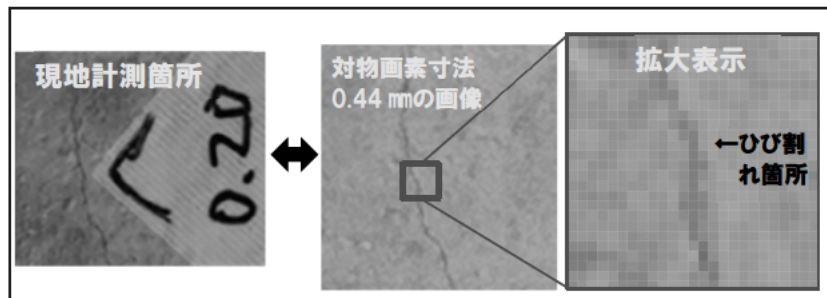 現地計測箇所
0.20
対物画素寸法
0.44 ㎜の画像
拡大表示
←ひび割
れ箇所